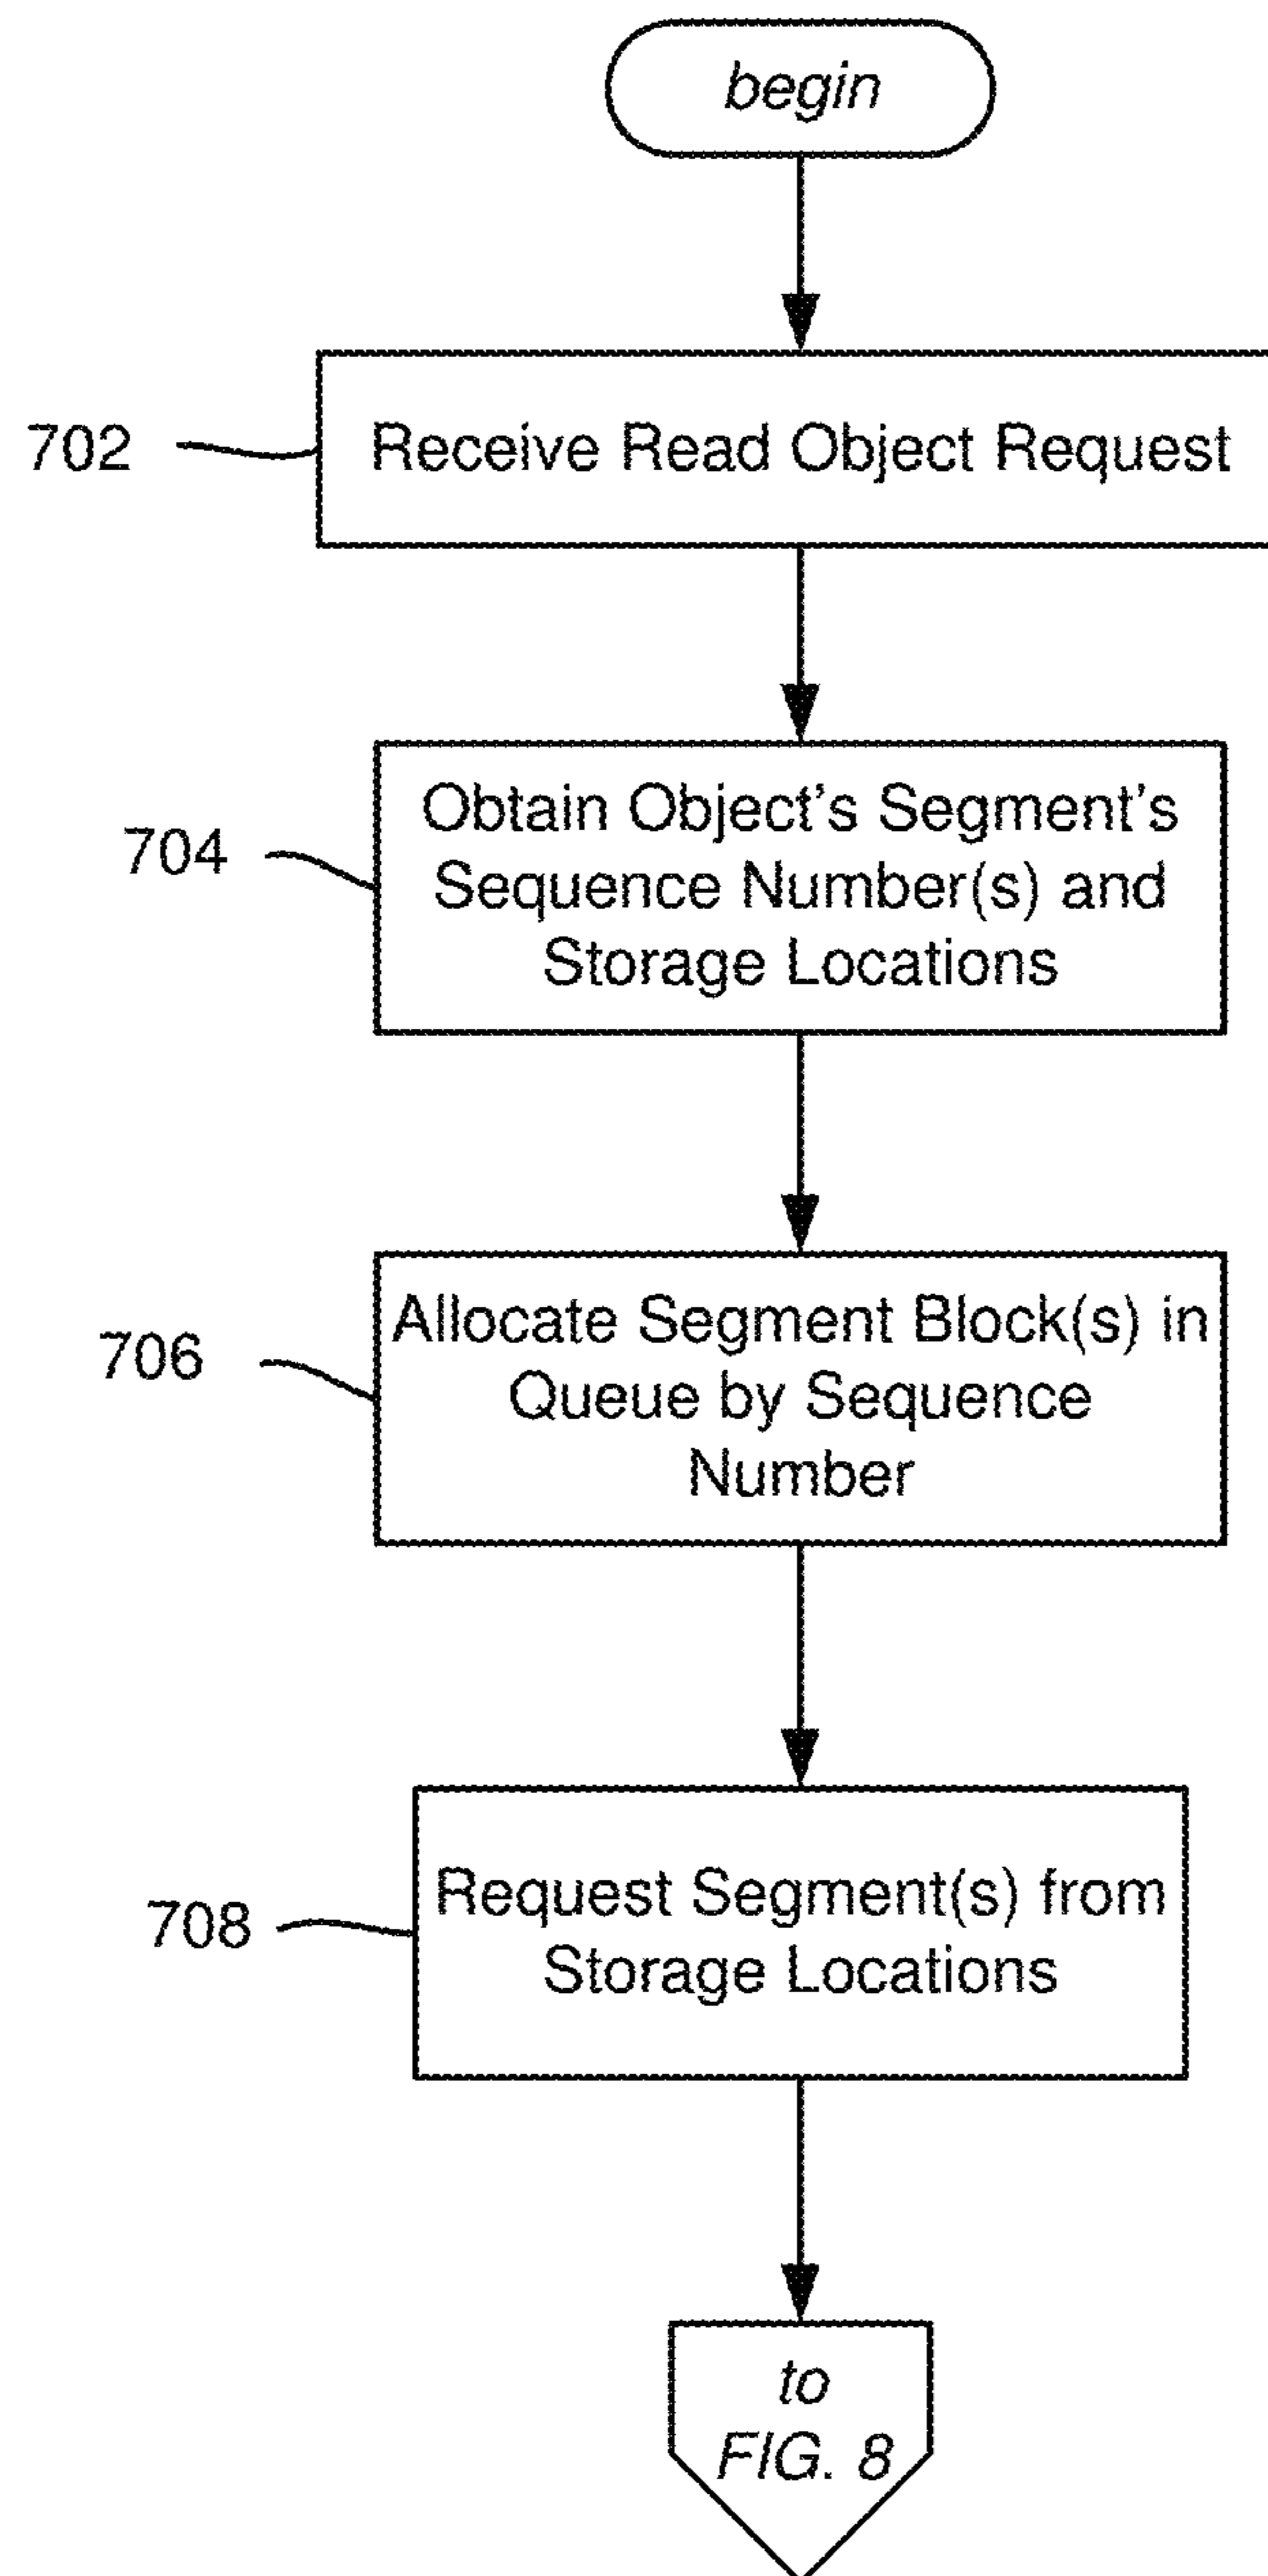 begin
702
Receive Read Object Request
704
Obtain Object’s Segment’s
Sequence Number(s) and
Storage Locations
706
Allocate Segment Block(s) in
Queue by Sequence
Number
708
Request Segment(s) from
Storage Locations
to
FIG. 8